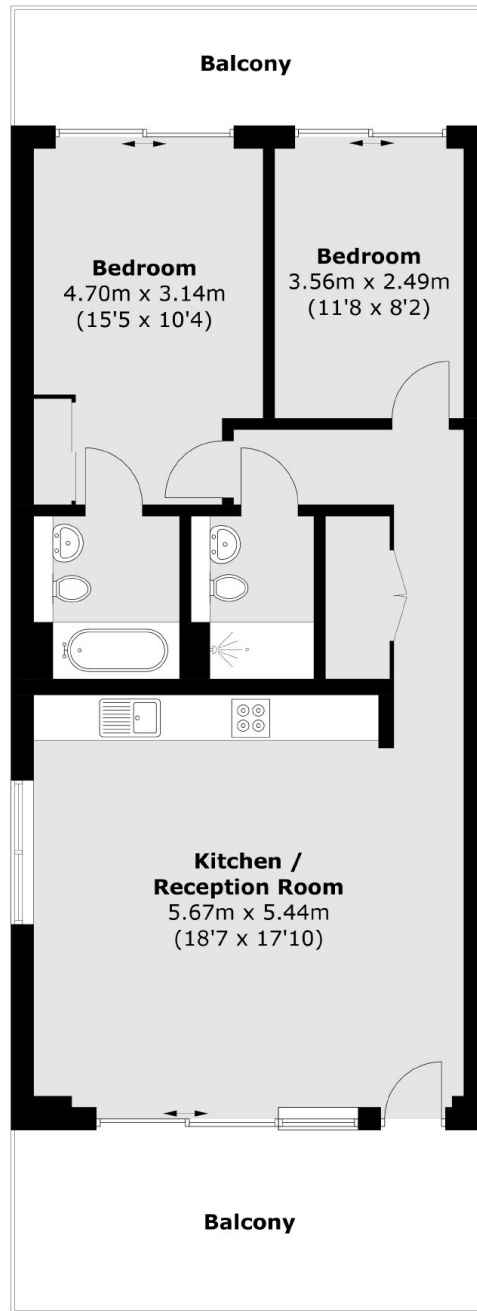 Balcony
Bedroom
4.70m x 3.14m
(15'5 x 10'4)
Bedroom
3.56m x 2.49m
(11'8 x 8'2)
Kitchen /
Reception Room
5.67m x 5.44m
(18'7 x 17'10)
Balcony